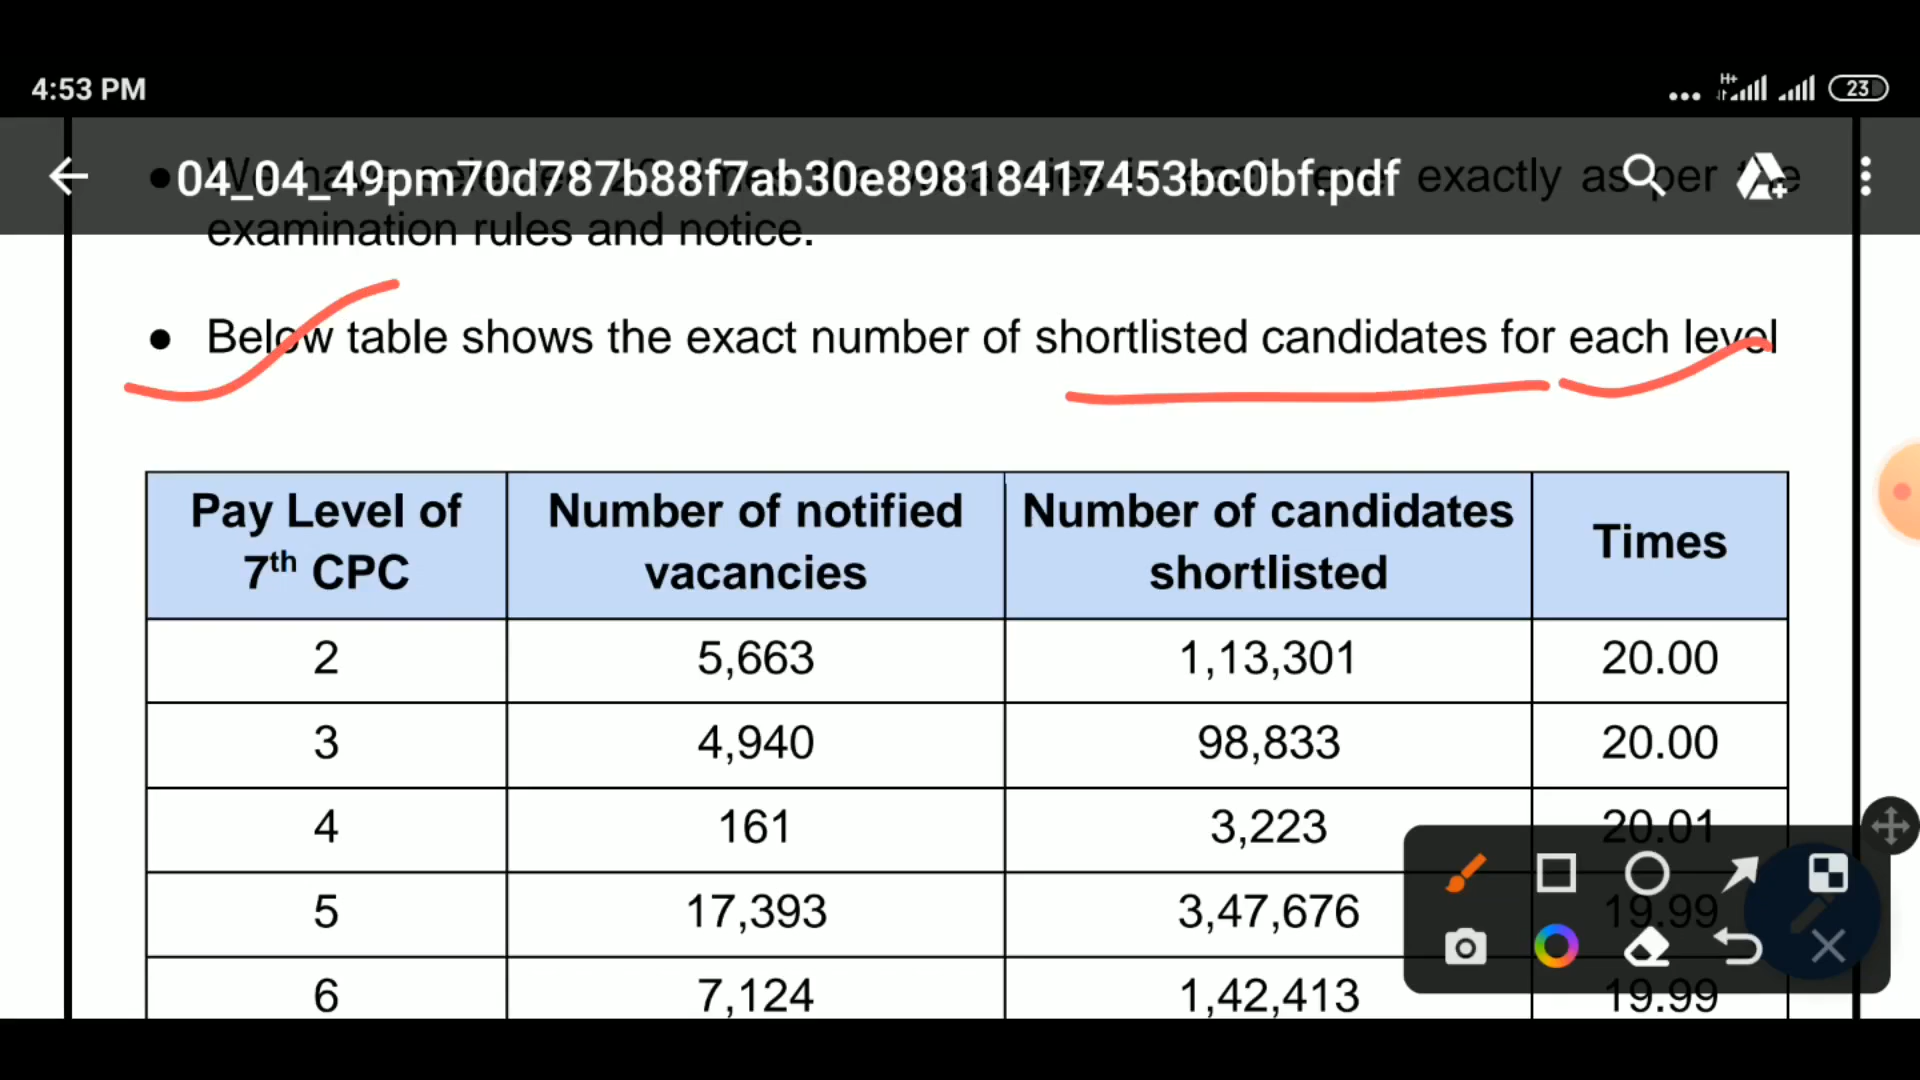 4:53 PM
H+
23
04_04_49pm70d787b88f7ab30e89818417453bc0bf.pdf
exactly as per the
examination rules and notice.
● Below table shows the exact number of shortlisted candidates for each level
Pay Level of 7th CPC
Number of notified vacancies
Number of candidates shortlisted
Times
2 5,663 1,13,301 20.00
3 4,940 98,833 20.00
4 161 3,223 20.01
5 17,393 3,47,676 19.99
6 7,124 1,42,413 19.99